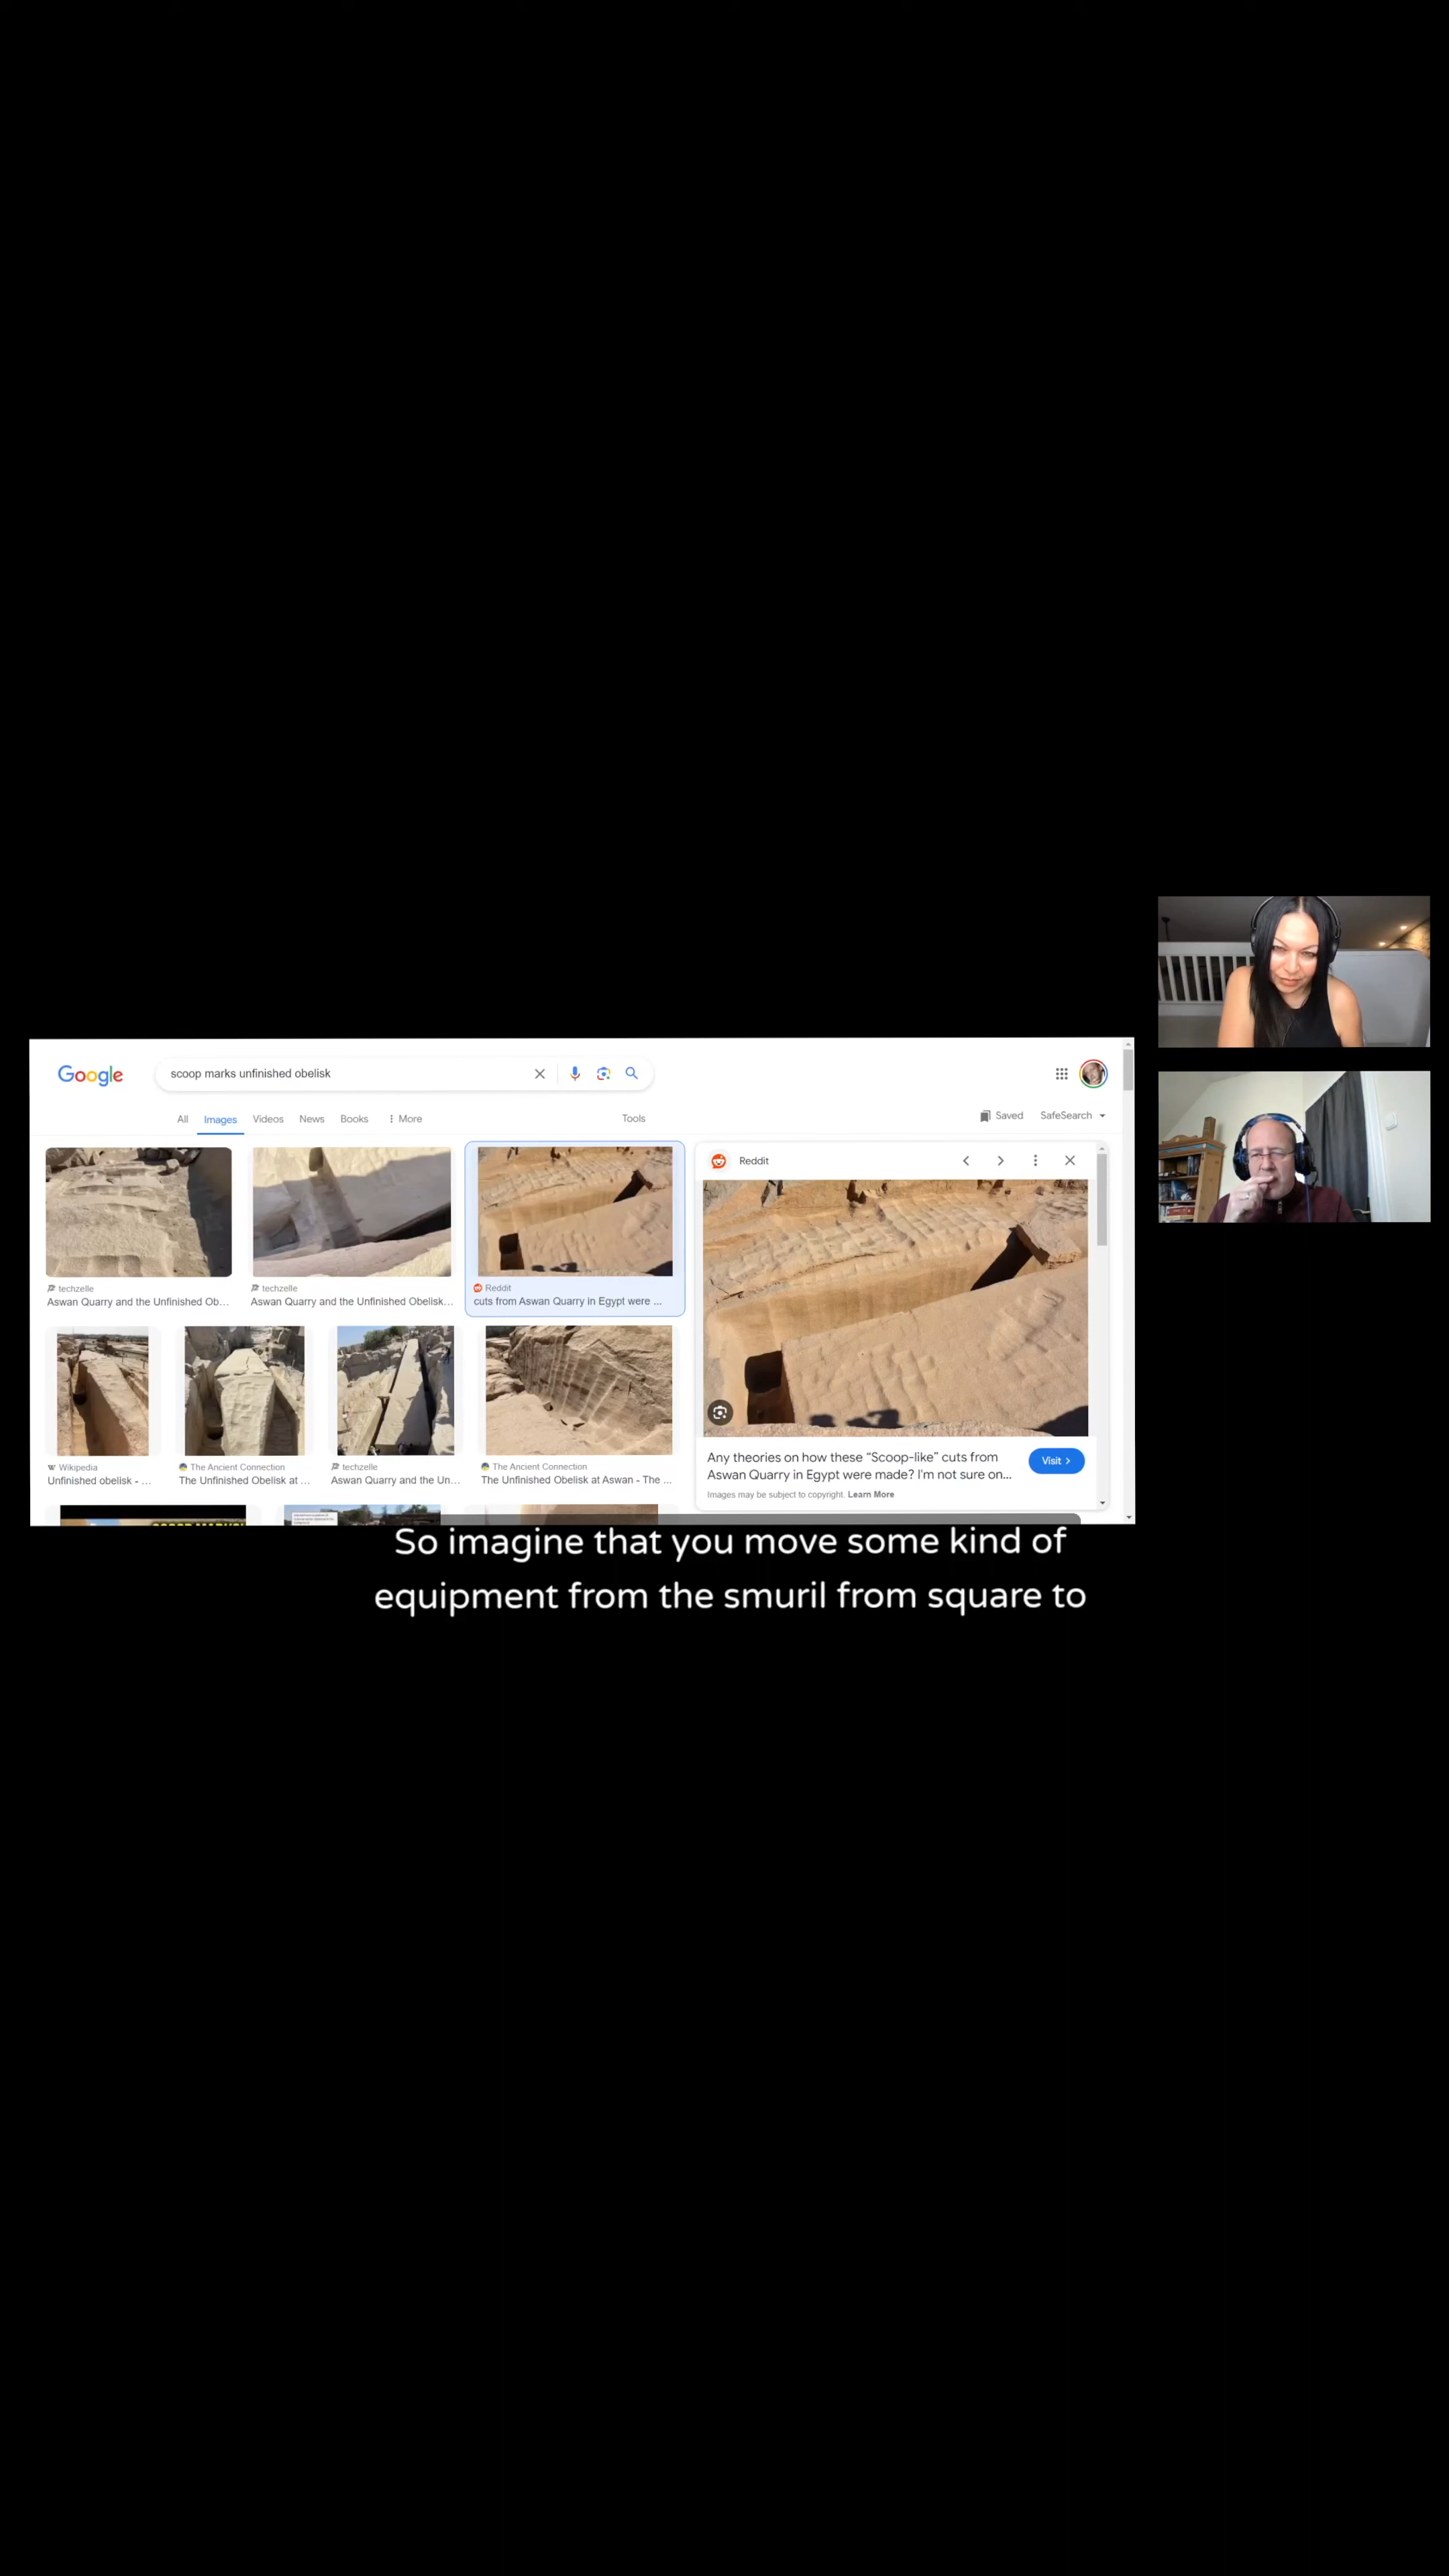 Google
scoop marks unfinished obelisk
All Images Videos News Books More Tools Saved SafeSearch
techzelle
Aswan Quarry and the Unfinished Ob...
techzelle
Aswan Quarry and the Unfinished Obelisk...
Reddit
cuts from Aswan Quarry in Egypt were ...
Wikipedia
Unfinished obelisk - ...
The Ancient Connection
The Unfinished Obelisk at ...
techzelle
Aswan Quarry and the Un...
The Ancient Connection
The Unfinished Obelisk at Aswan - The ...
Reddit
Any theories on how these “Scoop-like” cuts from
Aswan Quarry in Egypt were made? I'm not sure on...
Visit
Images may be subject to copyright. Learn More
So imagine that you move some kind of
equipment from the smuril from square to